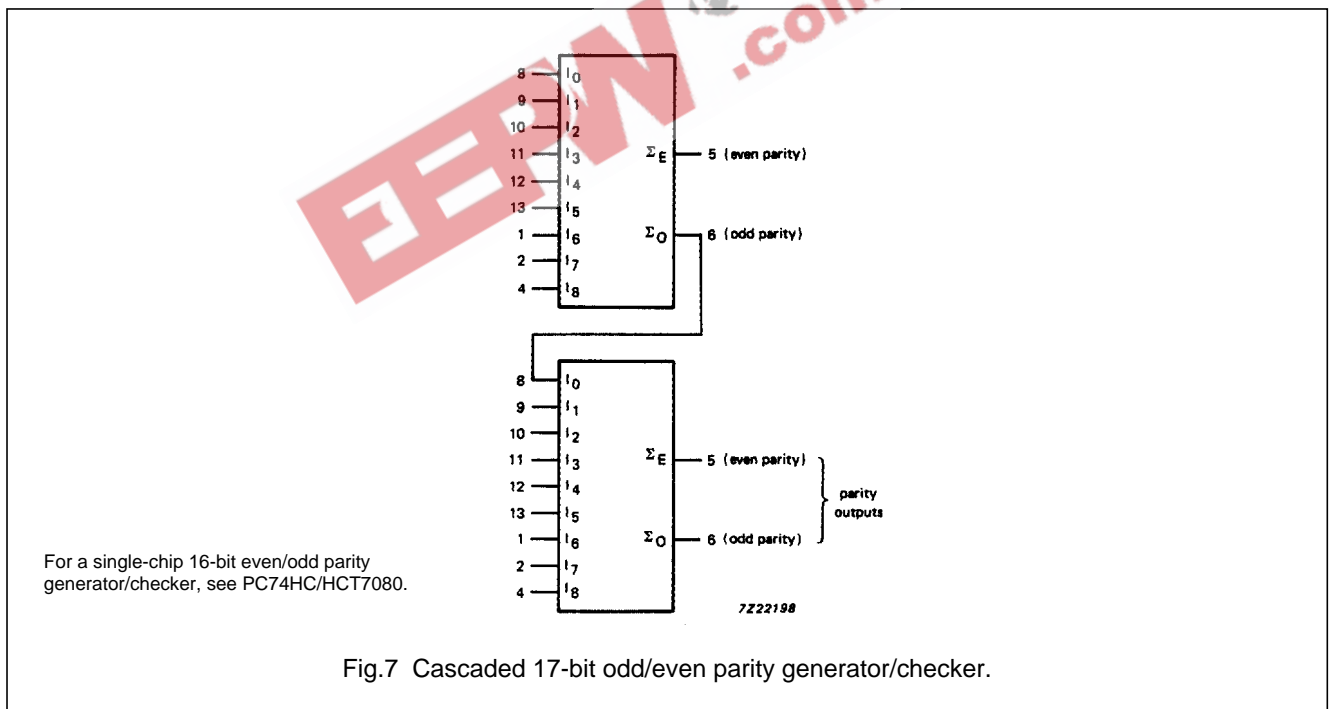 EEPW
.com
8 I0
9 I1
10 I2
11 I3
12 I4
13 I5
1 I6
2 I7
4 I8
ΣE 5 (even parity)
ΣO 6 (odd parity)
8 I0
9 I1
10 I2
11 I3
12 I4
13 I5
1 I6
2 I7
4 I8
ΣE 5 (even parity)
ΣO 6 (odd parity)
parity
outputs
7Z22198
For a single-chip 16-bit even/odd parity
generator/checker, see PC74HC/HCT7080.
Fig.7 Cascaded 17-bit odd/even parity generator/checker.